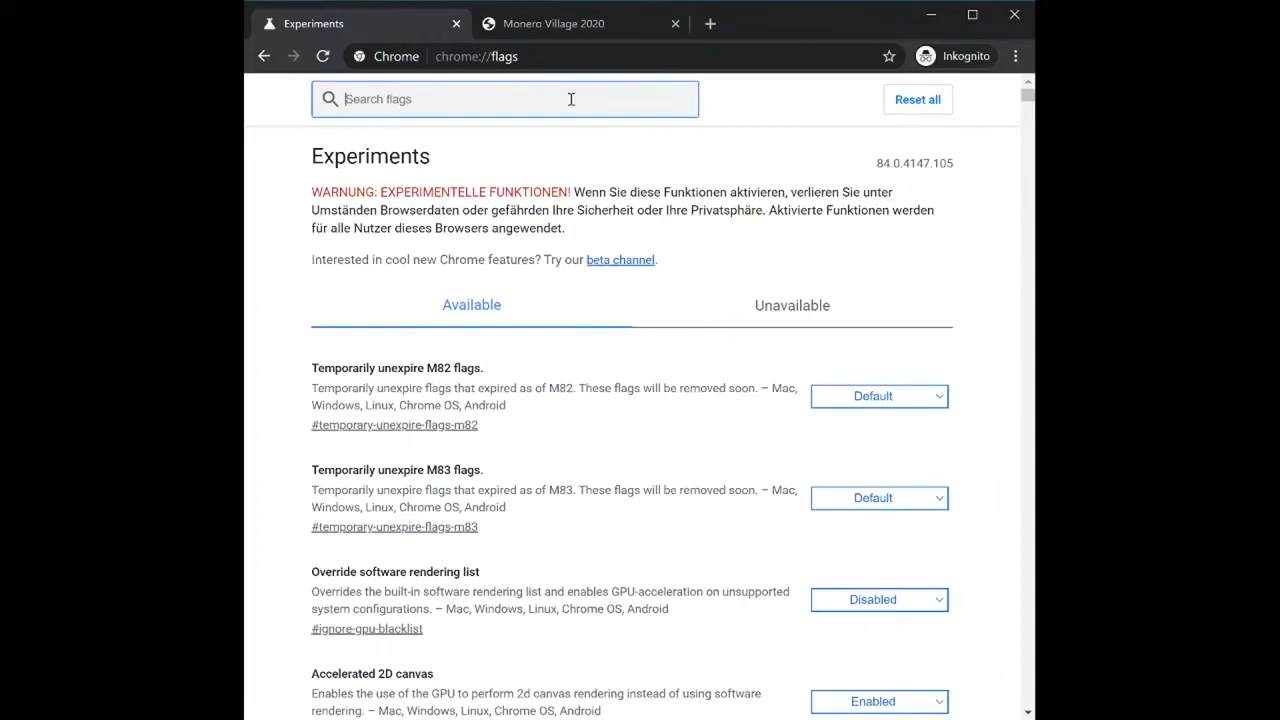 Experiments
Monero Village 2020
Chrome
chrome://flags
Inkognito
Search flags
Reset all
Experiments
84.0.4147.105
WARNUNG: EXPERIMENTELLE FUNKTIONEN! Wenn Sie diese Funktionen aktivieren, verlieren Sie unter
Umständen Browserdaten oder gefährden Ihre Sicherheit oder Ihre Privatsphäre. Aktivierte Funktionen werden
für alle Nutzer dieses Browsers angewendet.
Interested in cool new Chrome features? Try our beta channel.
Available
Unavailable
Temporarily unexpire M82 flags.
Temporarily unexpire flags that expired as of M82. These flags will be removed soon. – Mac,
Windows, Linux, Chrome OS, Android
#temporary-unexpire-flags-m82
Default
Temporarily unexpire M83 flags.
Temporarily unexpire flags that expired as of M83. These flags will be removed soon. – Mac,
Windows, Linux, Chrome OS, Android
#temporary-unexpire-flags-m83
Default
Override software rendering list
Overrides the built-in software rendering list and enables GPU-acceleration on unsupported
system configurations. – Mac, Windows, Linux, Chrome OS, Android
#ignore-gpu-blacklist
Disabled
Accelerated 2D canvas
Enables the use of the GPU to perform 2d canvas rendering instead of using software
rendering. – Mac, Windows, Linux, Chrome OS, Android
Enabled